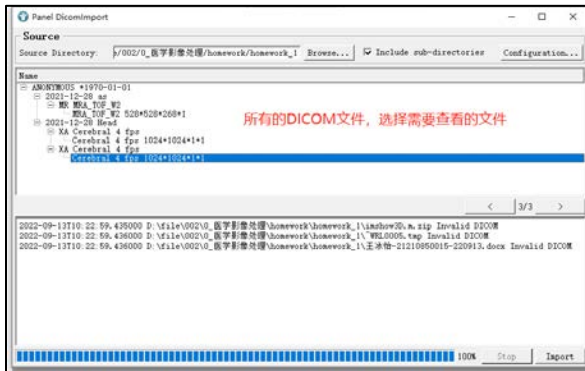 Panel DicomImport
Source
Source Directory: /002/0_医学影像处理/homework/homework_1 Browse... Include sub-directories Configuration...
Name
ANONYMOUS *1970-01-01
2021-12-28 as
MR MRA_TOF_W2
MRA_TOF_W2 528*528*268*1
2021-12-28 Head
XA Cerebral 4 fps
Cerebral 4 fps 1024*1024*1*1
XA Cerebral 4 fps
Cerebral 4 fps 1024*1024*1*1
所有的DICOM文件，选择需要查看的文件
< 3/3 >
2022-09-13T10:22:59.435000 D:\file\002\0_医学影像处理\homework\homework_1\imshow3D.m.zip Invalid DICOM
2022-09-13T10:22:59.436000 D:\file\002\0_医学影像处理\homework\homework_1\~WRL0005.tmp Invalid DICOM
2022-09-13T10:22:59.436000 D:\file\002\0_医学影像处理\homework\homework_1\王冰怡-21210850015-220913.docx Invalid DICOM
100% Stop Import